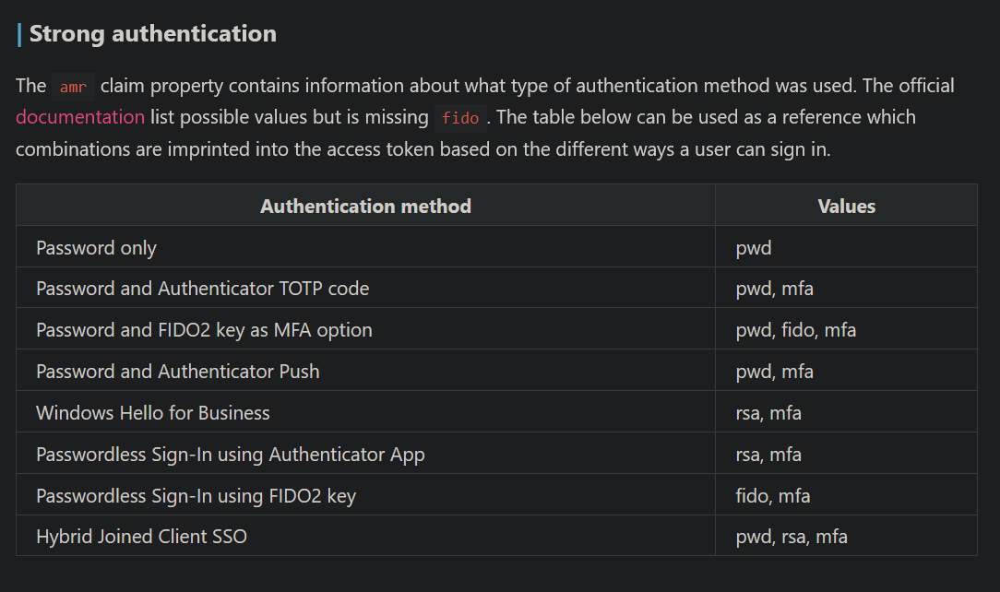 Strong authentication
The amr claim property contains information about what type of authentication method was used. The official
documentation list possible values but is missing fido . The table below can be used as a reference which
combinations are imprinted into the access token based on the different ways a user can sign in.
Authentication method Values
Password only pwd
Password and Authenticator TOTP code pwd, mfa
Password and FIDO2 key as MFA option pwd, fido, mfa
Password and Authenticator Push pwd, mfa
Windows Hello for Business rsa, mfa
Passwordless Sign-In using Authenticator App rsa, mfa
Passwordless Sign-In using FIDO2 key fido, mfa
Hybrid Joined Client SSO pwd, rsa, mfa